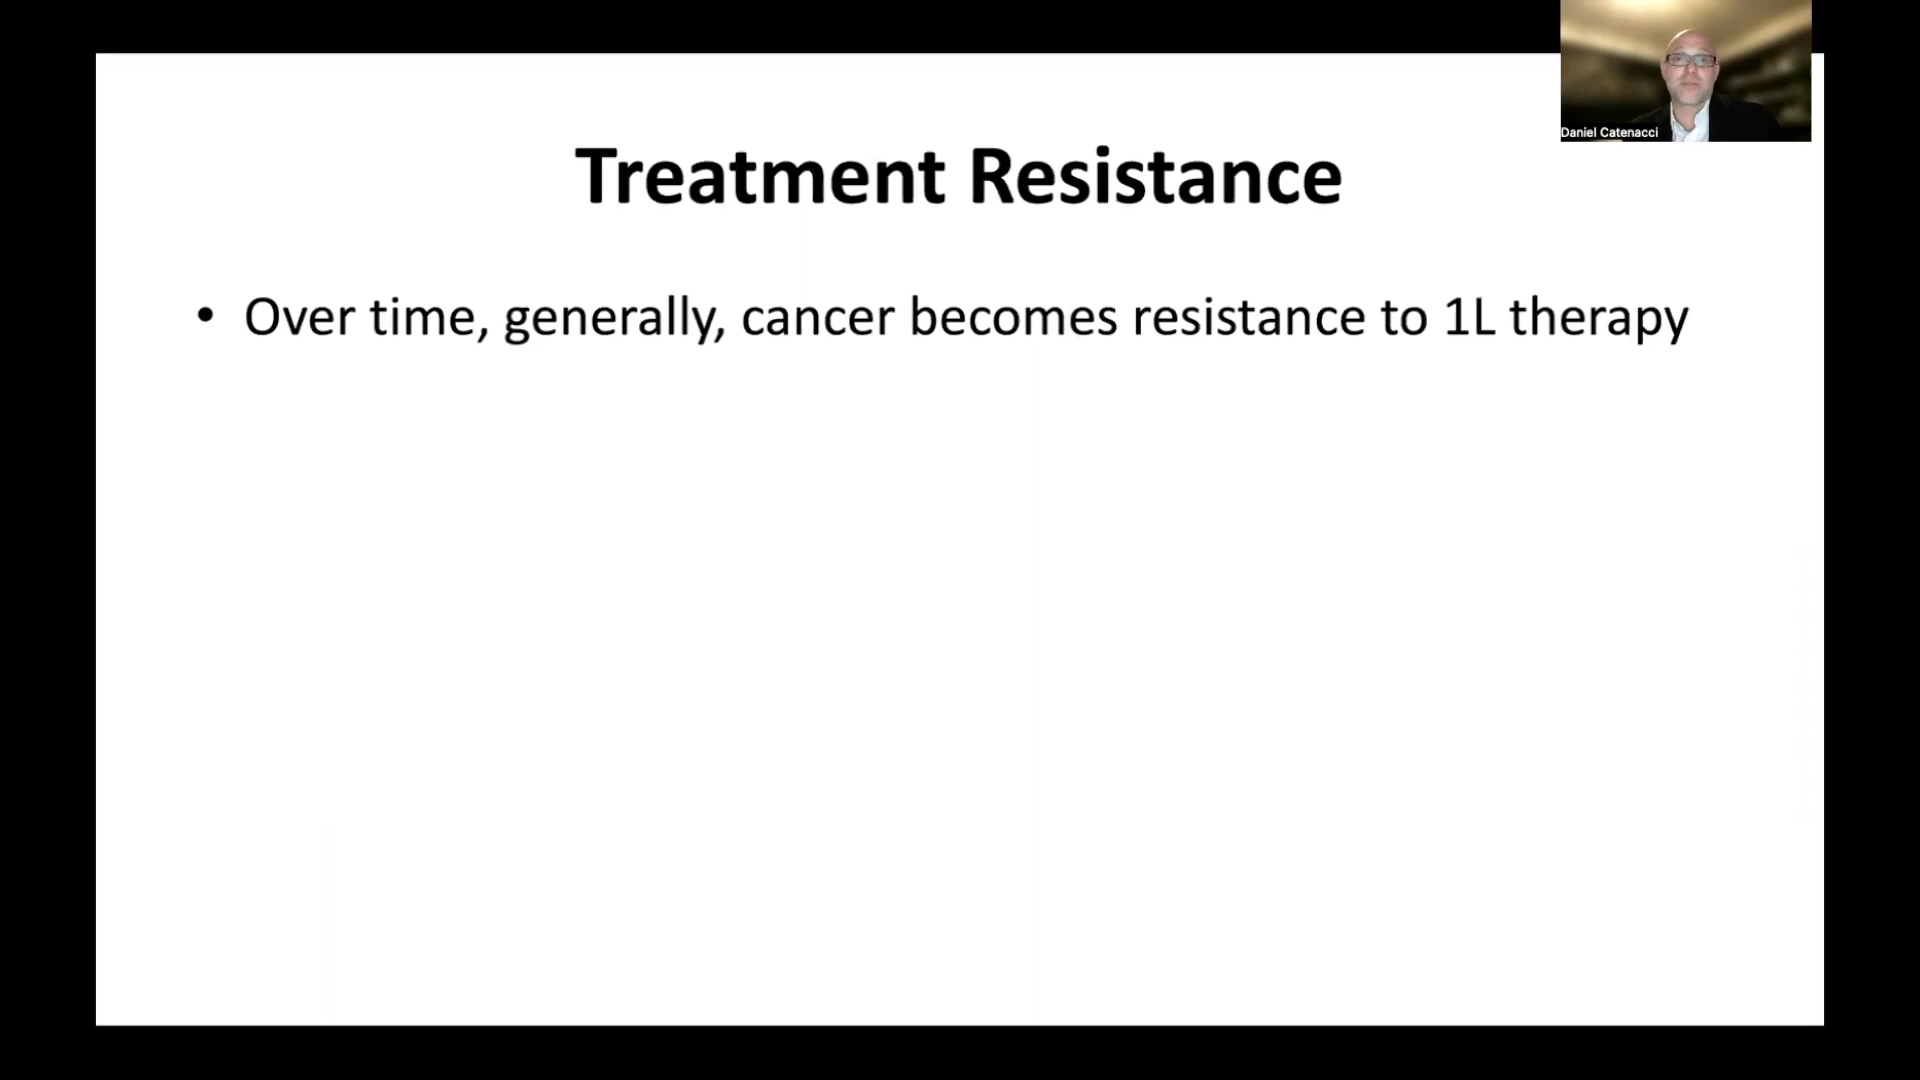 Daniel Catenacci
Treatment Resistance
• Over time, generally, cancer becomes resistance to 1L therapy